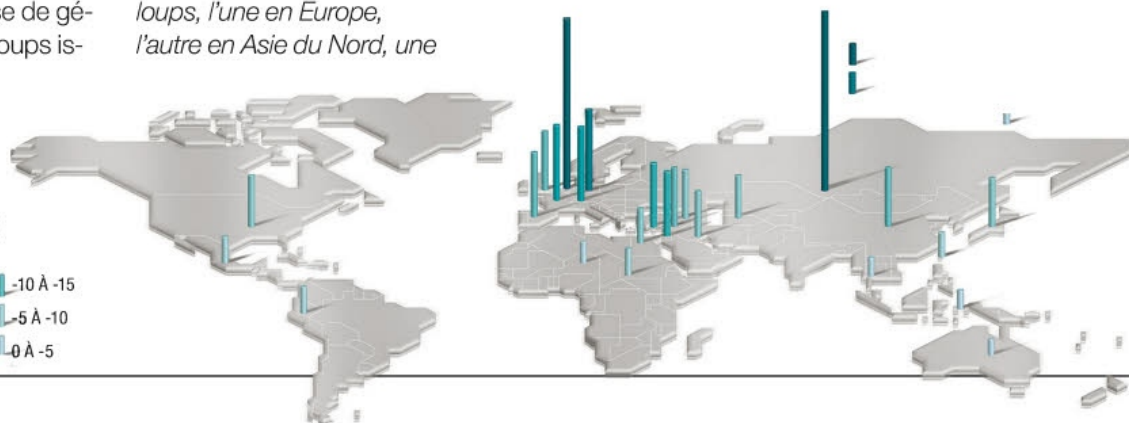 se de gé-
oups is-
loups, l'une en Europe,
l'autre en Asie du Nord, une
-10 À -15
-5 À -10
0 À -5